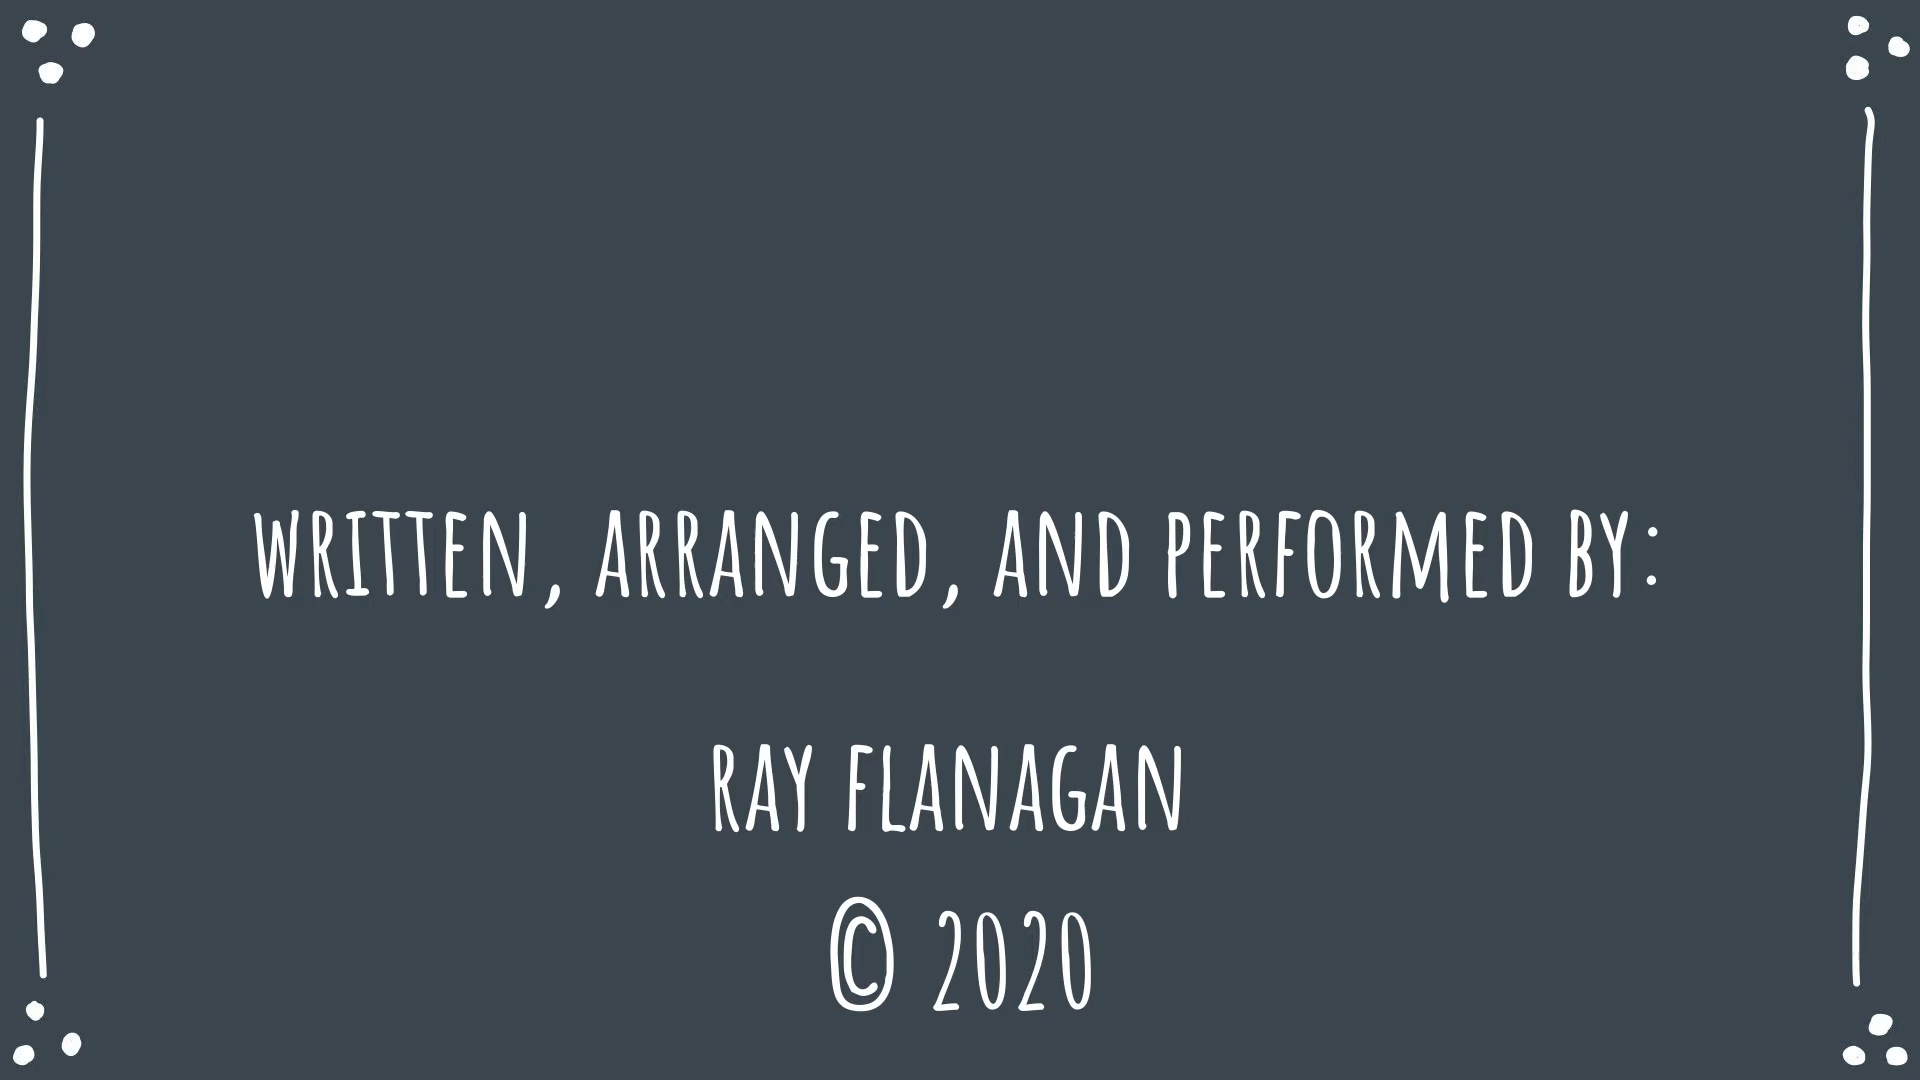 WRITTEN, ARRANGED, AND PERFORMED BY:
RAY FLANAGAN
© 2020